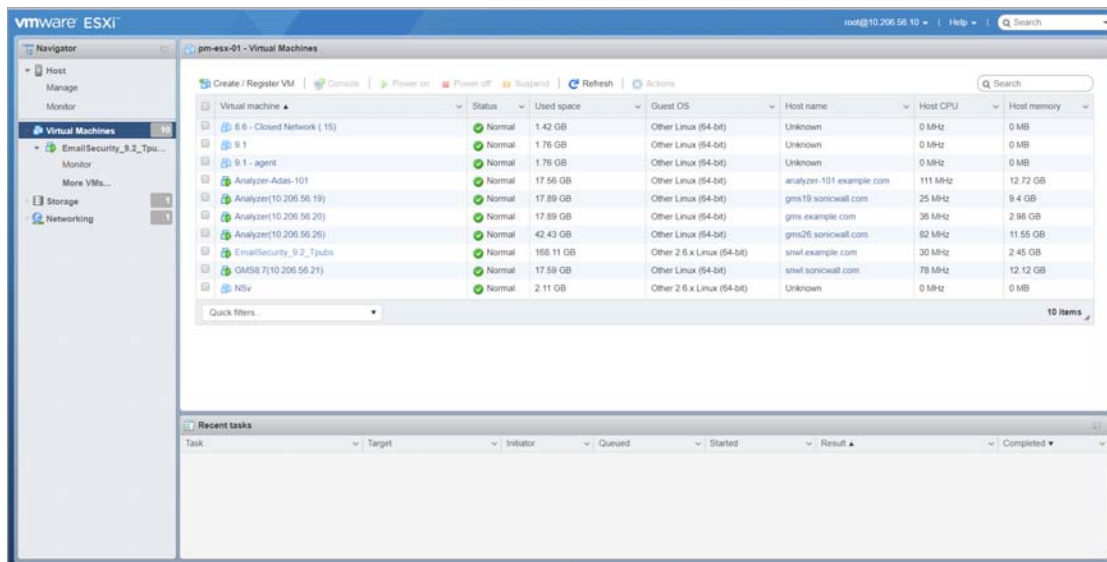 vmware ESXi™
root@10.206.56.10 | Help | Search
Navigator
Host
Manage
Monitor
Virtual Machines 10
EmailSecurity_9.2_Tpu...
Monitor
More VMs...
Storage 1
Networking 1
pm-esx-01 - Virtual Machines
Create / Register VM | Console | Power on Power off Suspend | Refresh | Actions
Search
Virtual machine Status Used space Guest OS Host name Host CPU Host memory
8.6 - Closed Network (.15) Normal 1.42 GB Other Linux (64-bit) Unknown 0 MHz 0 MB
9.1 Normal 1.76 GB Other Linux (64-bit) Unknown 0 MHz 0 MB
9.1 - agent Normal 1.76 GB Other Linux (64-bit) Unknown 0 MHz 0 MB
Analyzer-Adas-101 Normal 17.56 GB Other Linux (64-bit) analyzer-101.example.com 111 MHz 12.72 GB
Analyzer(10.206.56.19) Normal 17.89 GB Other Linux (64-bit) gms19.sonicwall.com 25 MHz 9.4 GB
Analyzer(10.206.56.20) Normal 17.89 GB Other Linux (64-bit) gms.example.com 36 MHz 2.98 GB
Analyzer(10.206.56.26) Normal 42.43 GB Other Linux (64-bit) gms26.sonicwall.com 82 MHz 11.55 GB
EmailSecurity_9.2_Tpubs Normal 168.11 GB Other 2.6.x Linux (64-bit) snwl.example.com 30 MHz 2.45 GB
GMS8.7(10.206.56.21) Normal 17.59 GB Other Linux (64-bit) snwl.sonicwall.com 78 MHz 12.12 GB
NSv Normal 2.11 GB Other 2.6.x Linux (64-bit) Unknown 0 MHz 0 MB
Quick filters...
10 items
Recent tasks
Task Target Initiator Queued Started Result Completed